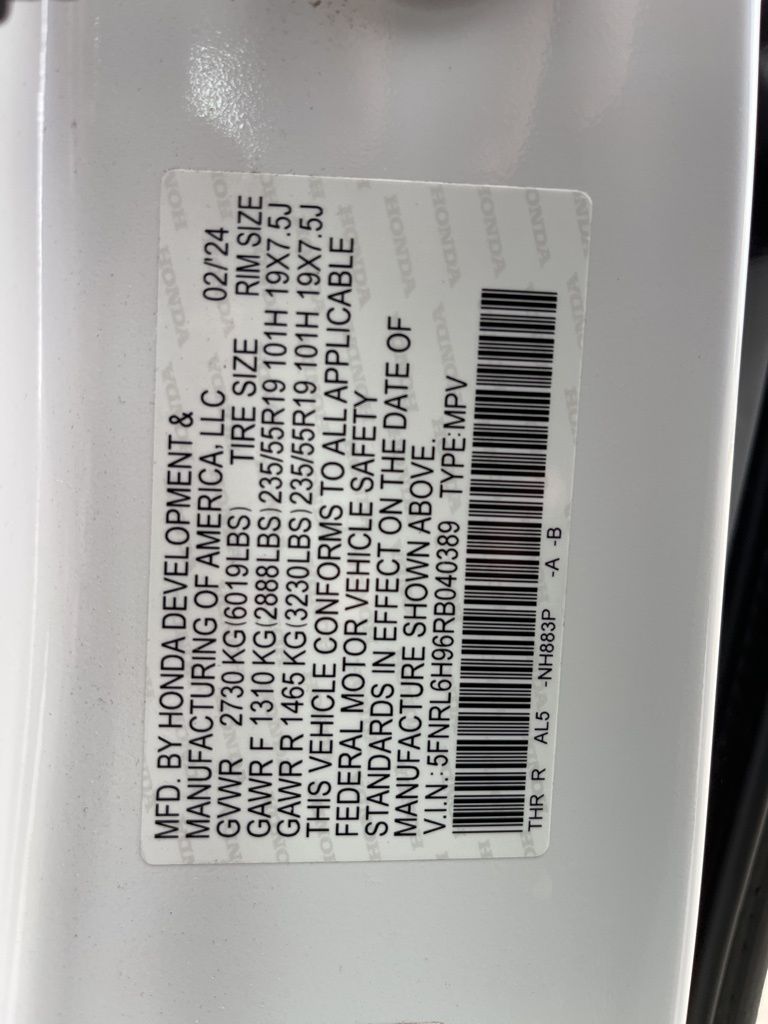 MFD. BY HONDA DEVELOPMENT &
MANUFACTURING OF AMERICA, LLC 02/'24
GVWR 2730 KG(6019LBS) TIRE SIZE RIM SIZE
GAWR F 1310 KG(2888LBS)235/55R19 101H 19X7.5J
GAWR R 1465 KG(3230LBS)235/55R19 101H 19X7.5J
THIS VEHICLE CONFORMS TO ALL APPLICABLE
FEDERAL MOTOR VEHICLE SAFETY
STANDARDS IN EFFECT ON THE DATE OF
MANUFACTURE SHOWN ABOVE.
V.I.N.:5FNRL6H96RB040389 TYPE:MPV
THR R AL5 -NH883P -A -B